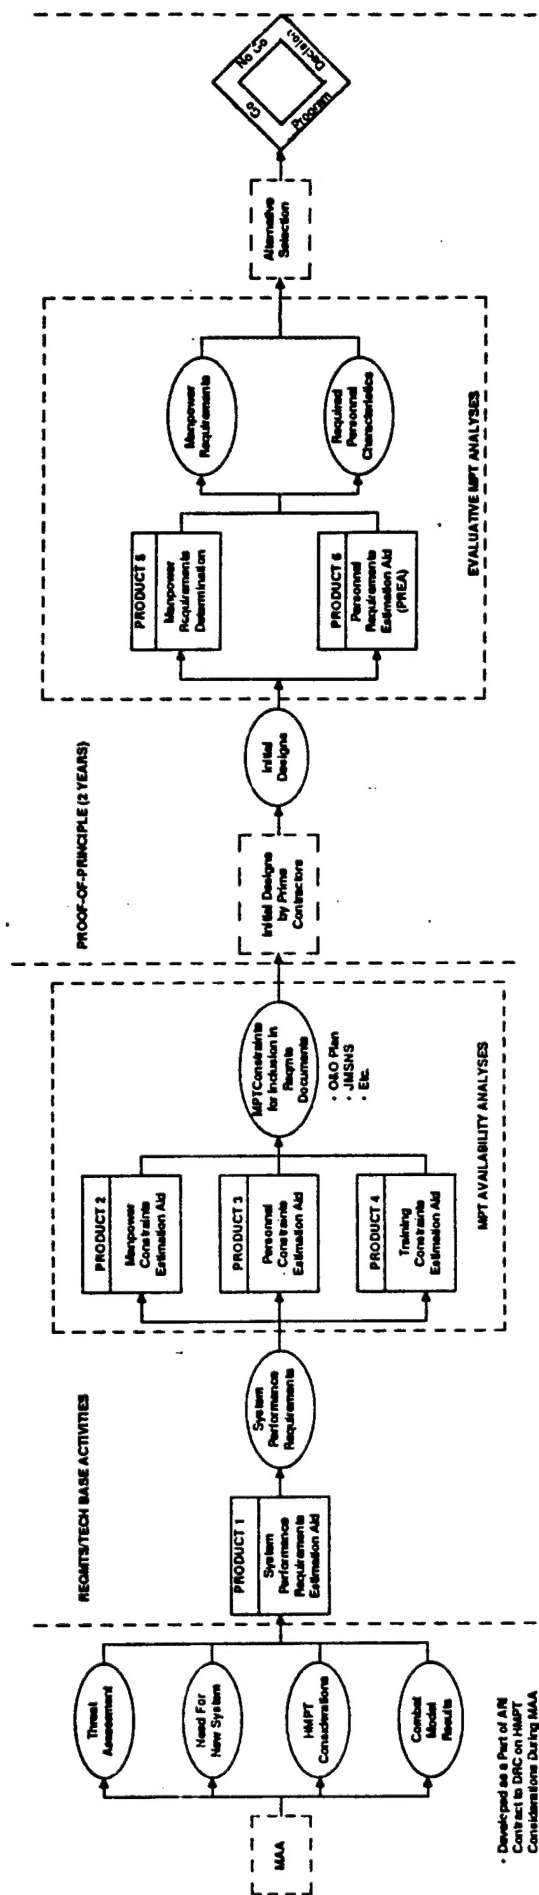 MAA
Threat
Assessment
Need For
New System
HMPT
Considerations
Combat
Model
Results
• Developed as a Part of ARI
Contract to DRC on HMPT
Considerations During MAA
REQMTS/TECH BASE ACTIVITIES
PRODUCT 1
System
Performance
Requirements
Estimation Aid
System
Performance
Requirements
PRODUCT 2
Manpower
Constraints
Estimation Aid
PRODUCT 3
Personnel
Constraints
Estimation Aid
PRODUCT 4
Training
Constraints
Estimation Aid
MPT Constraints
for Inclusion in
Reqmts
Documents
• O&O Plan
• JMSNS
• Etc.
MPT AVAILABILITY ANALYSES
PROOF-OF-PRINCIPLE (2 YEARS)
Initial Designs
by Prime
Contractors
Initial
Designs
PRODUCT 5
Manpower
Requirements
Determination
PRODUCT 6
Personnel
Requirements
Estimation Aid
(PREA)
Manpower
Requirements
Required
Personnel
Characteristics
EVALUATIVE MPT ANALYSES
Alternative
Selection
Go
No Go
Program
Decision